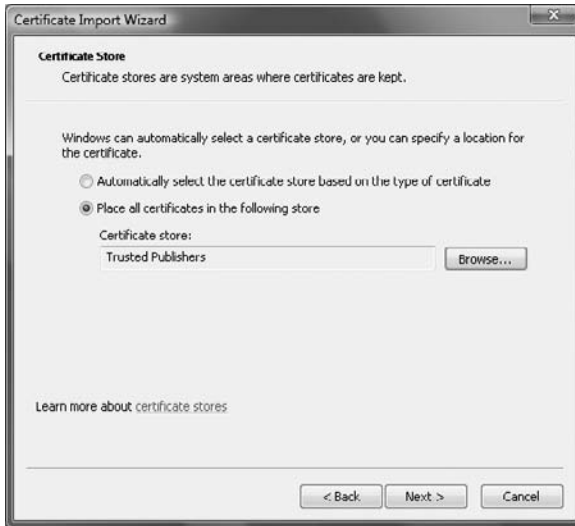 Certificate Import Wizard
Certificate Store
Certificate stores are system areas where certificates are kept.
Windows can automatically select a certificate store, or you can specify a location for
the certificate.
Automatically select the certificate store based on the type of certificate
Place all certificates in the following store
Certificate store:
Trusted Publishers
Browse...
Learn more about certificate stores
< Back
Next >
Cancel